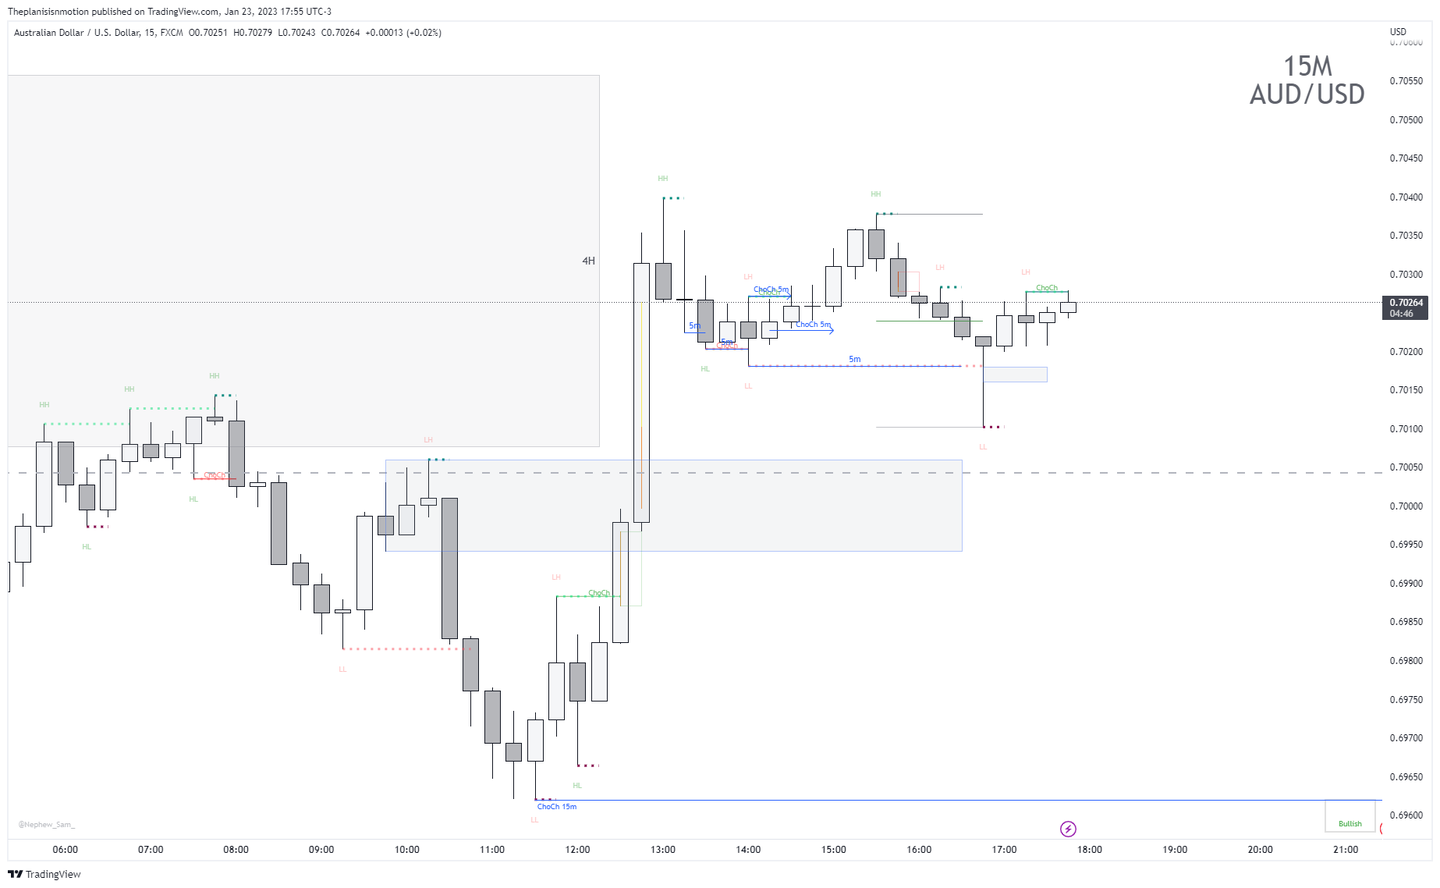 Theplanisisnmotion published on TradingView.com, Jan 23, 2023 17:55 UTC-3
Australian Dollar / U.S. Dollar, 15, FXCM O0.70251 H0.70279 L0.70243 C0.70264 +0.00013 (+0.02%)
USD
15M
AUD/USD
0.70600
0.70550
0.70500
0.70450
0.70400
0.70350
0.70300
0.70264
04:46
0.70200
0.70150
0.70100
0.70050
0.70000
0.69950
0.69900
0.69850
0.69800
0.69750
0.69700
0.69650
0.69600
4H
HH
HH
HH
HL
HL
ChoCh
LL
LH
LH
ChoCh
HL
LL
ChoCh 15m
HH
5m
5m
ChoCh
HL
LH
ChoCh 5m
ChoCh
ChoCh 5m
LL
5m
HH
LH
LL
LH
ChoCh
Bullish
@Nephew_Sam_
06:00 07:00 08:00 09:00 10:00 11:00 12:00 13:00 14:00 15:00 16:00 17:00 18:00 19:00 20:00 21:00
TradingView